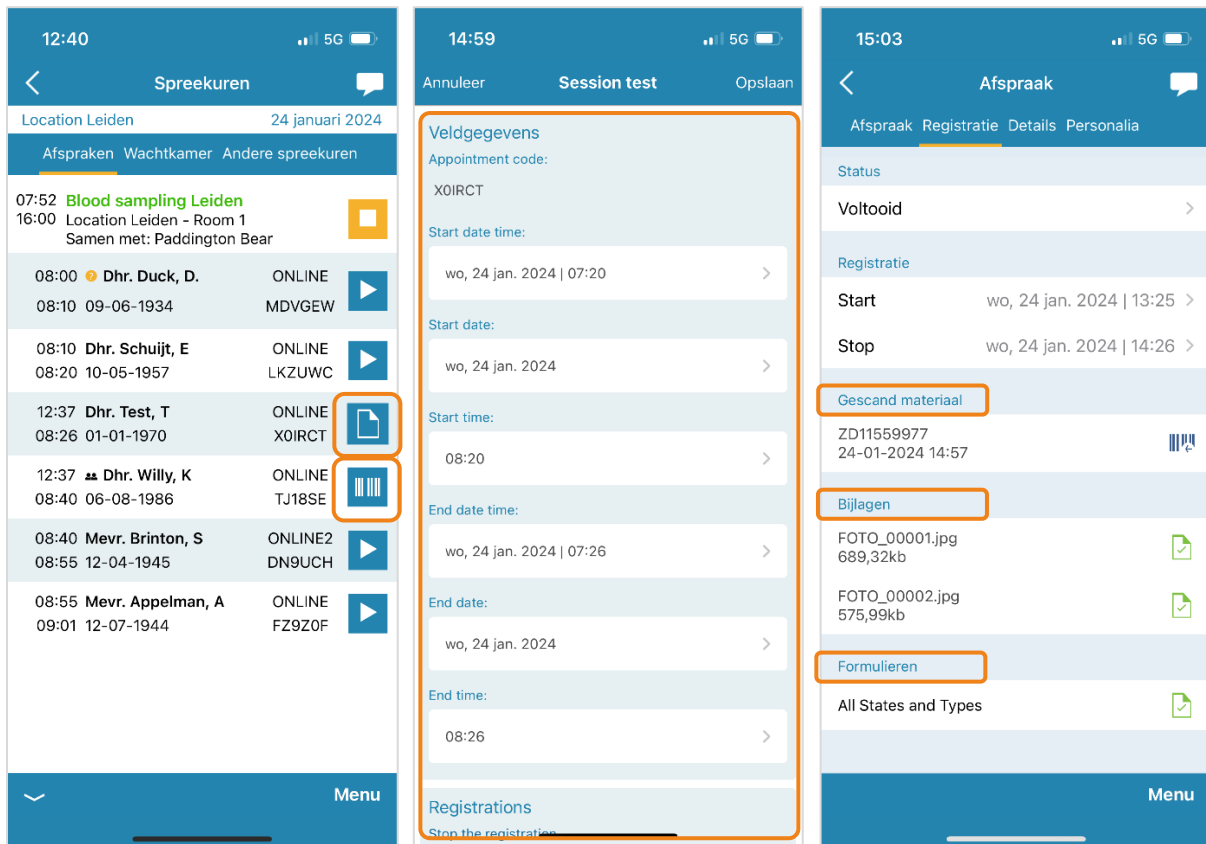 12:40
5G
Spreekuren
Location Leiden 24 januari 2024
Afspraken Wachtkamer Andere spreekuren
07:52 Blood sampling Leiden
16:00 Location Leiden - Room 1
Samen met: Paddington Bear
08:00 ? Dhr. Duck, D. ONLINE
08:10 09-06-1934 MDVGEW
08:10 Dhr. Schuijt, E ONLINE
08:20 10-05-1957 LKZUWC
12:37 Dhr. Test, T ONLINE
08:26 01-01-1970 X0IRCT
12:37 Dhr. Willy, K ONLINE
08:40 06-08-1986 TJ18SE
08:40 Mevr. Brinton, S ONLINE2
08:55 12-04-1945 DN9UCH
08:55 Mevr. Appelman, A ONLINE
09:01 12-07-1944 FZ9Z0F
Menu
14:59
5G
Annuleer Session test Opslaan
Veldgegevens
Appointment code:
X0IRCT
Start date time:
wo, 24 jan. 2024 | 07:20
Start date:
wo, 24 jan. 2024
Start time:
08:20
End date time:
wo, 24 jan. 2024 | 07:26
End date:
wo, 24 jan. 2024
End time:
08:26
Registrations
Stop the registration
15:03
5G
Afspraak
Afspraak Registratie Details Personalia
Status
Voltooid
Registratie
Start wo, 24 jan. 2024 | 13:25
Stop wo, 24 jan. 2024 | 14:26
Gescand materiaal
ZD11559977
24-01-2024 14:57
Bijlagen
FOTO_00001.jpg
689,32kb
FOTO_00002.jpg
575,99kb
Formulieren
All States and Types
Menu